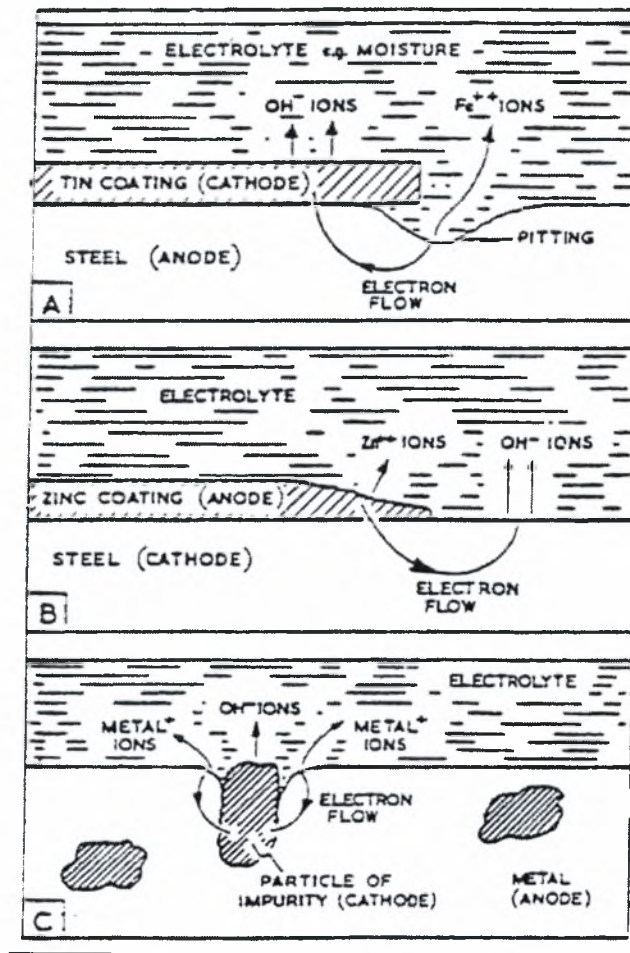 ELECTROLYTE e.g. MOISTURE
OH⁻ IONS
Fe⁺⁺ IONS
TIN COATING (CATHODE)
STEEL (ANODE)
PITTING
ELECTRON
FLOW
A
ELECTROLYTE
Zn⁺⁺ IONS
OH⁻ IONS
ZINC COATING (ANODE)
STEEL (CATHODE)
ELECTRON
FLOW
B
ELECTROLYTE
OH⁻ IONS
METAL⁺
IONS
METAL⁺
IONS
ELECTRON
FLOW
PARTICLE OF
IMPURITY (CATHODE)
METAL
(ANODE)
C